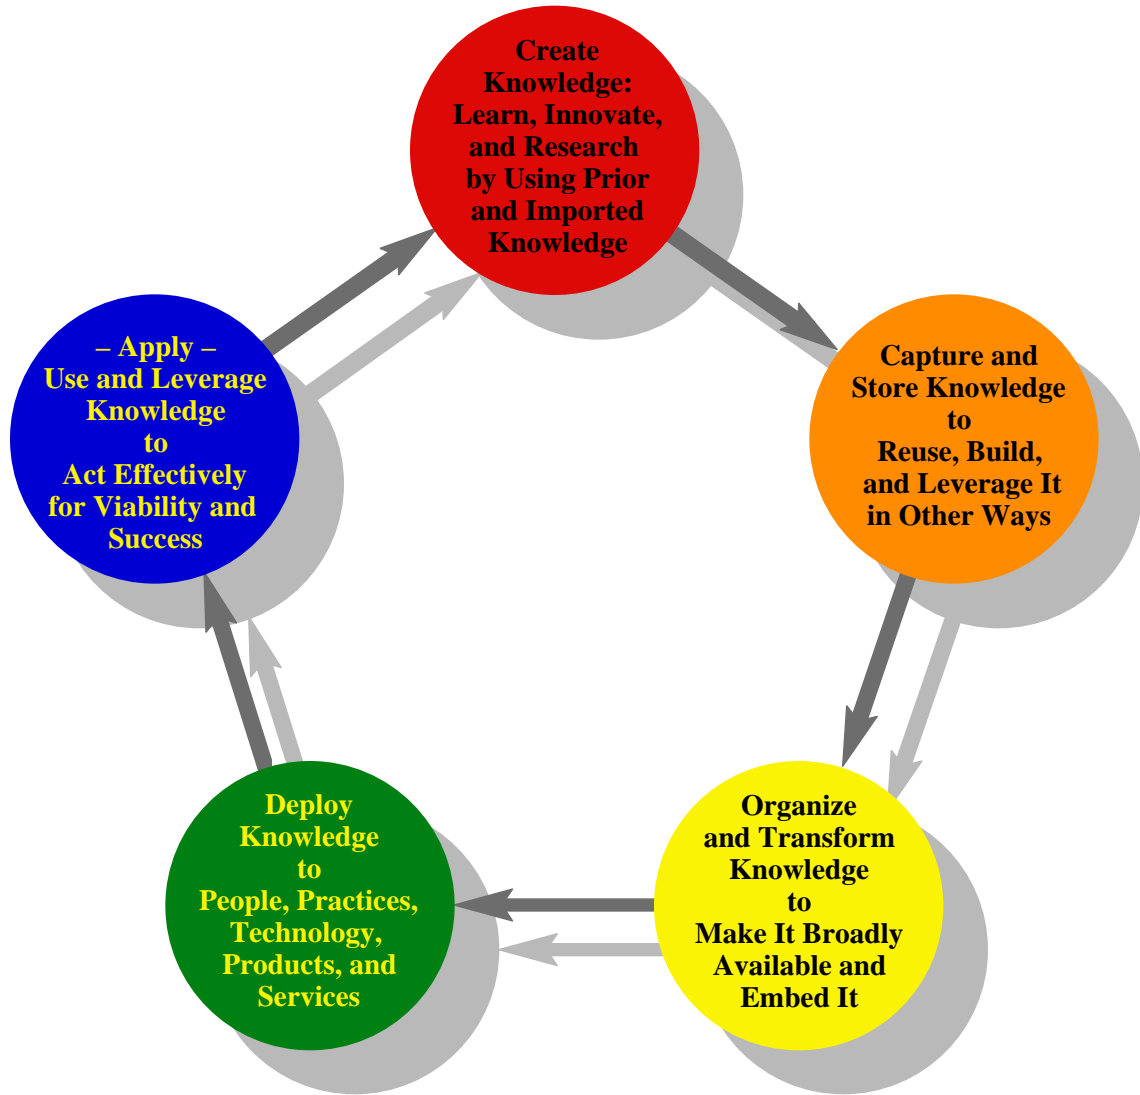 Create
Knowledge:
Learn, Innovate,
and Research
by Using Prior
and Imported
Knowledge
Capture and
Store Knowledge
to
Reuse, Build,
and Leverage It
in Other Ways
Organize
and Transform
Knowledge
to
Make It Broadly
Available and
Embed It
Deploy
Knowledge
to
People, Practices,
Technology,
Products, and
Services
– Apply –
Use and Leverage
Knowledge
to
Act Effectively
for Viability and
Success